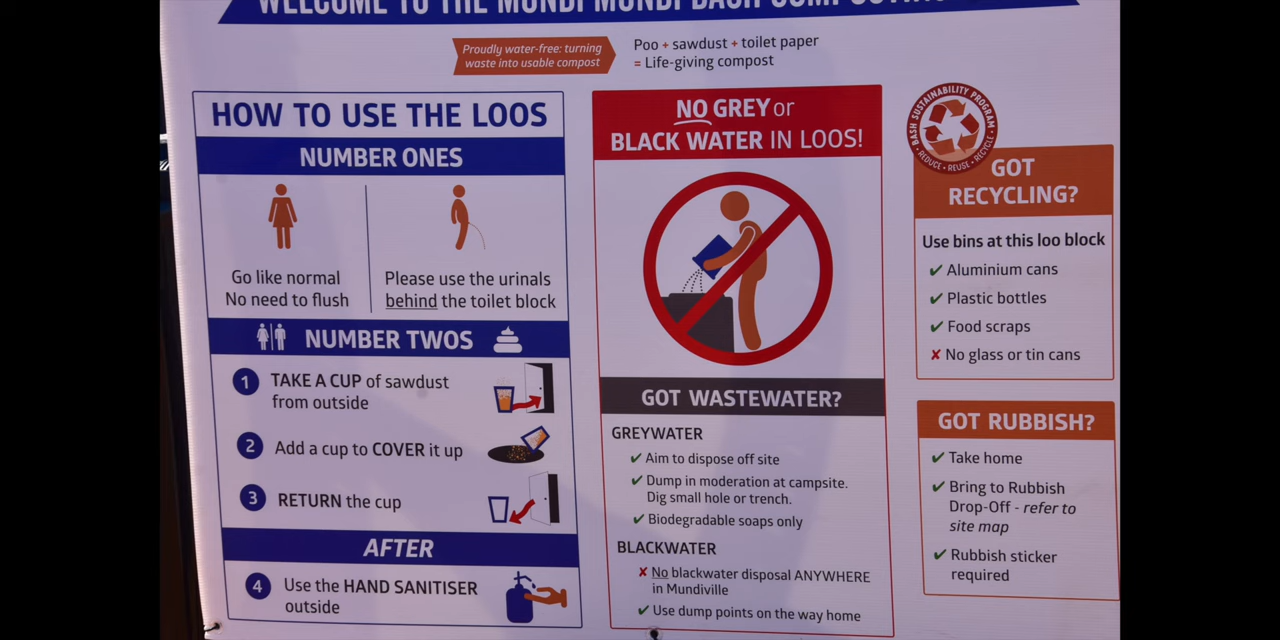 WELCOME TO THE MUNDI MUNDI BASH COMPOSTING
Proudly water-free: turning
waste into usable compost
Poo + sawdust + toilet paper
= Life-giving compost
HOW TO USE THE LOOS
NUMBER ONES
Go like normal
No need to flush
Please use the urinals
behind the toilet block
NUMBER TWOS
1 TAKE A CUP of sawdust
from outside
2 Add a cup to COVER it up
3 RETURN the cup
AFTER
4 Use the HAND SANITISER
outside
NO GREY or
BLACK WATER IN LOOS!
GOT WASTEWATER?
GREYWATER
✔ Aim to dispose off site
✔ Dump in moderation at campsite.
Dig small hole or trench.
✔ Biodegradable soaps only
BLACKWATER
✘ No blackwater disposal ANYWHERE
in Mundiville
✔ Use dump points on the way home
BASH SUSTAINABILITY PROGRAM
• REDUCE • REUSE • RECYCLE
GOT
RECYCLING?
Use bins at this loo block
✔ Aluminium cans
✔ Plastic bottles
✔ Food scraps
✘ No glass or tin cans
GOT RUBBISH?
✔ Take home
✔ Bring to Rubbish
Drop-Off - refer to
site map
✔ Rubbish sticker
required